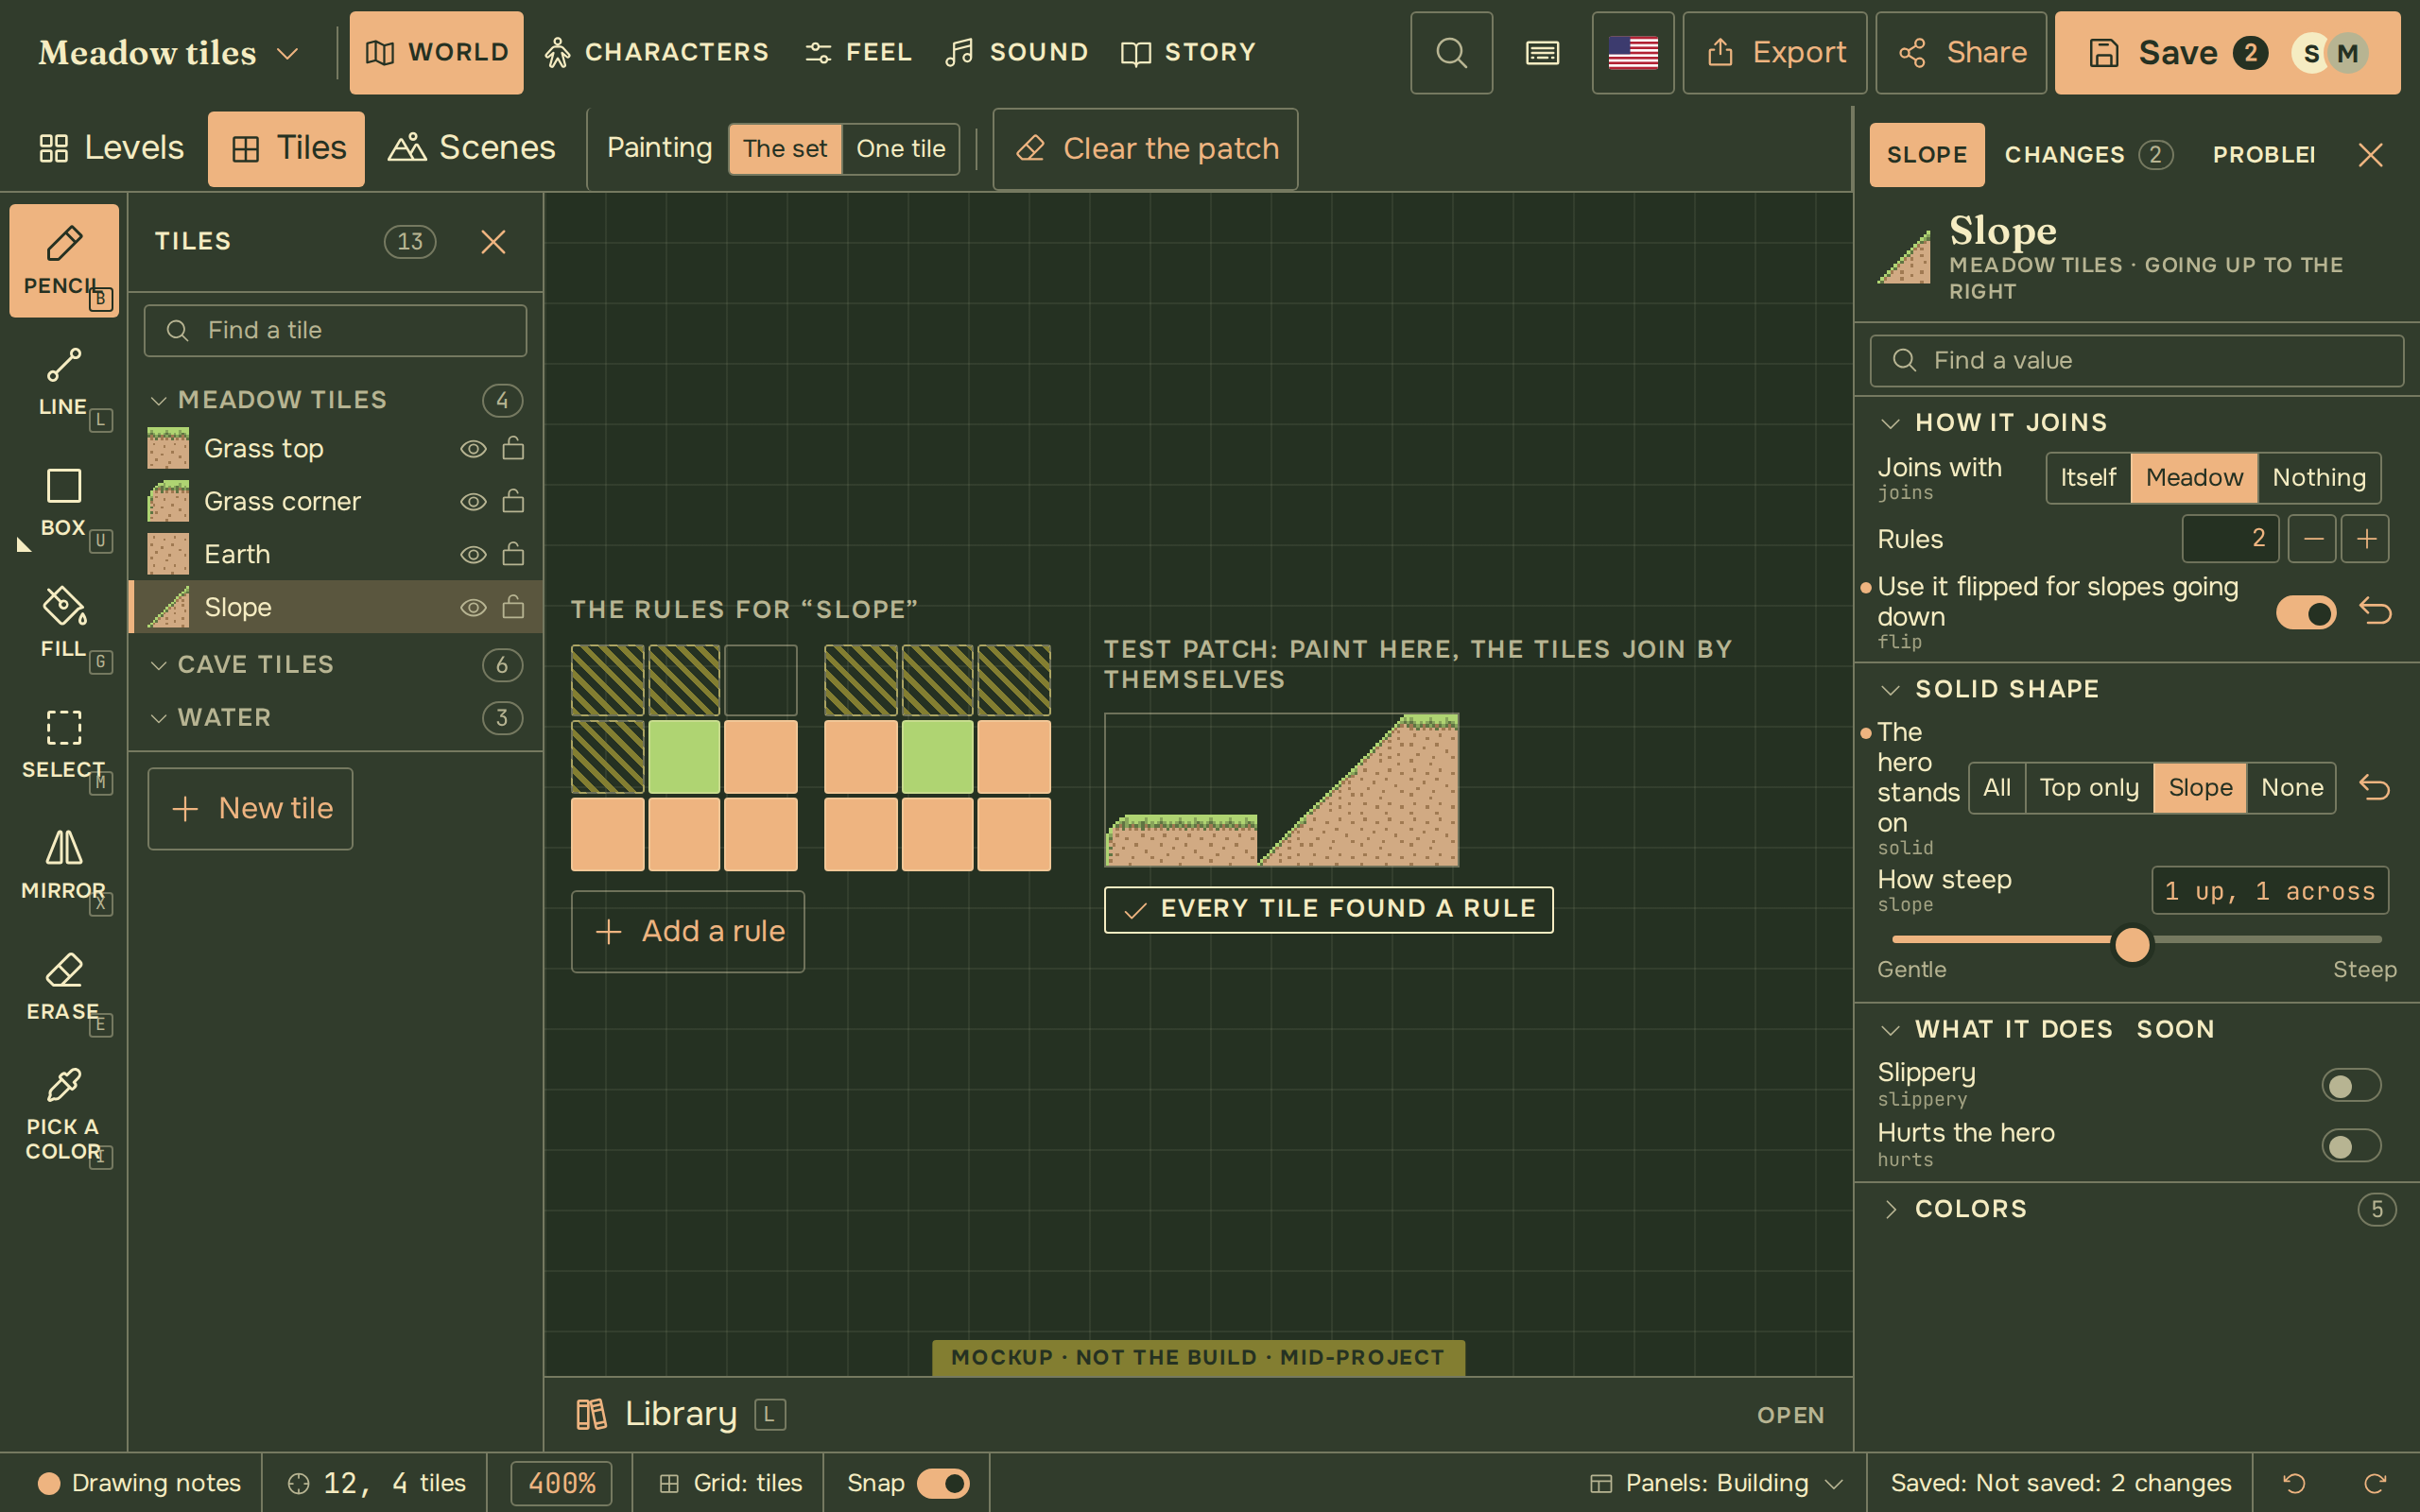 Meadow tiles
WORLD
CHARACTERS
FEEL
SOUND
STORY
Export
Share
Save 2 S M
Levels
Tiles
Scenes
Painting
The set
One tile
Clear the patch
SLOPE
CHANGES 2
PROBLE
PENCIL B
LINE L
BOX U
FILL G
SELECT M
MIRROR X
ERASE E
PICK A
COLOR I
TILES 13
Find a tile
MEADOW TILES 4
Grass top
Grass corner
Earth
Slope
CAVE TILES 6
WATER 3
New tile
THE RULES FOR “SLOPE”
Add a rule
TEST PATCH: PAINT HERE, THE TILES JOIN BY
THEMSELVES
EVERY TILE FOUND A RULE
MOCKUP · NOT THE BUILD · MID-PROJECT
Library L
OPEN
Slope
MEADOW TILES · GOING UP TO THE
RIGHT
Find a value
HOW IT JOINS
Joins with
joins
Itself
Meadow
Nothing
Rules
2
Use it flipped for slopes going
down
flip
SOLID SHAPE
The
hero
stands
on
solid
All
Top only
Slope
None
How steep
slope
1 up, 1 across
Gentle
Steep
WHAT IT DOES SOON
Slippery
slippery
Hurts the hero
hurts
COLORS 5
Drawing notes
12, 4 tiles
400%
Grid: tiles
Snap
Panels: Building
Saved: Not saved: 2 changes